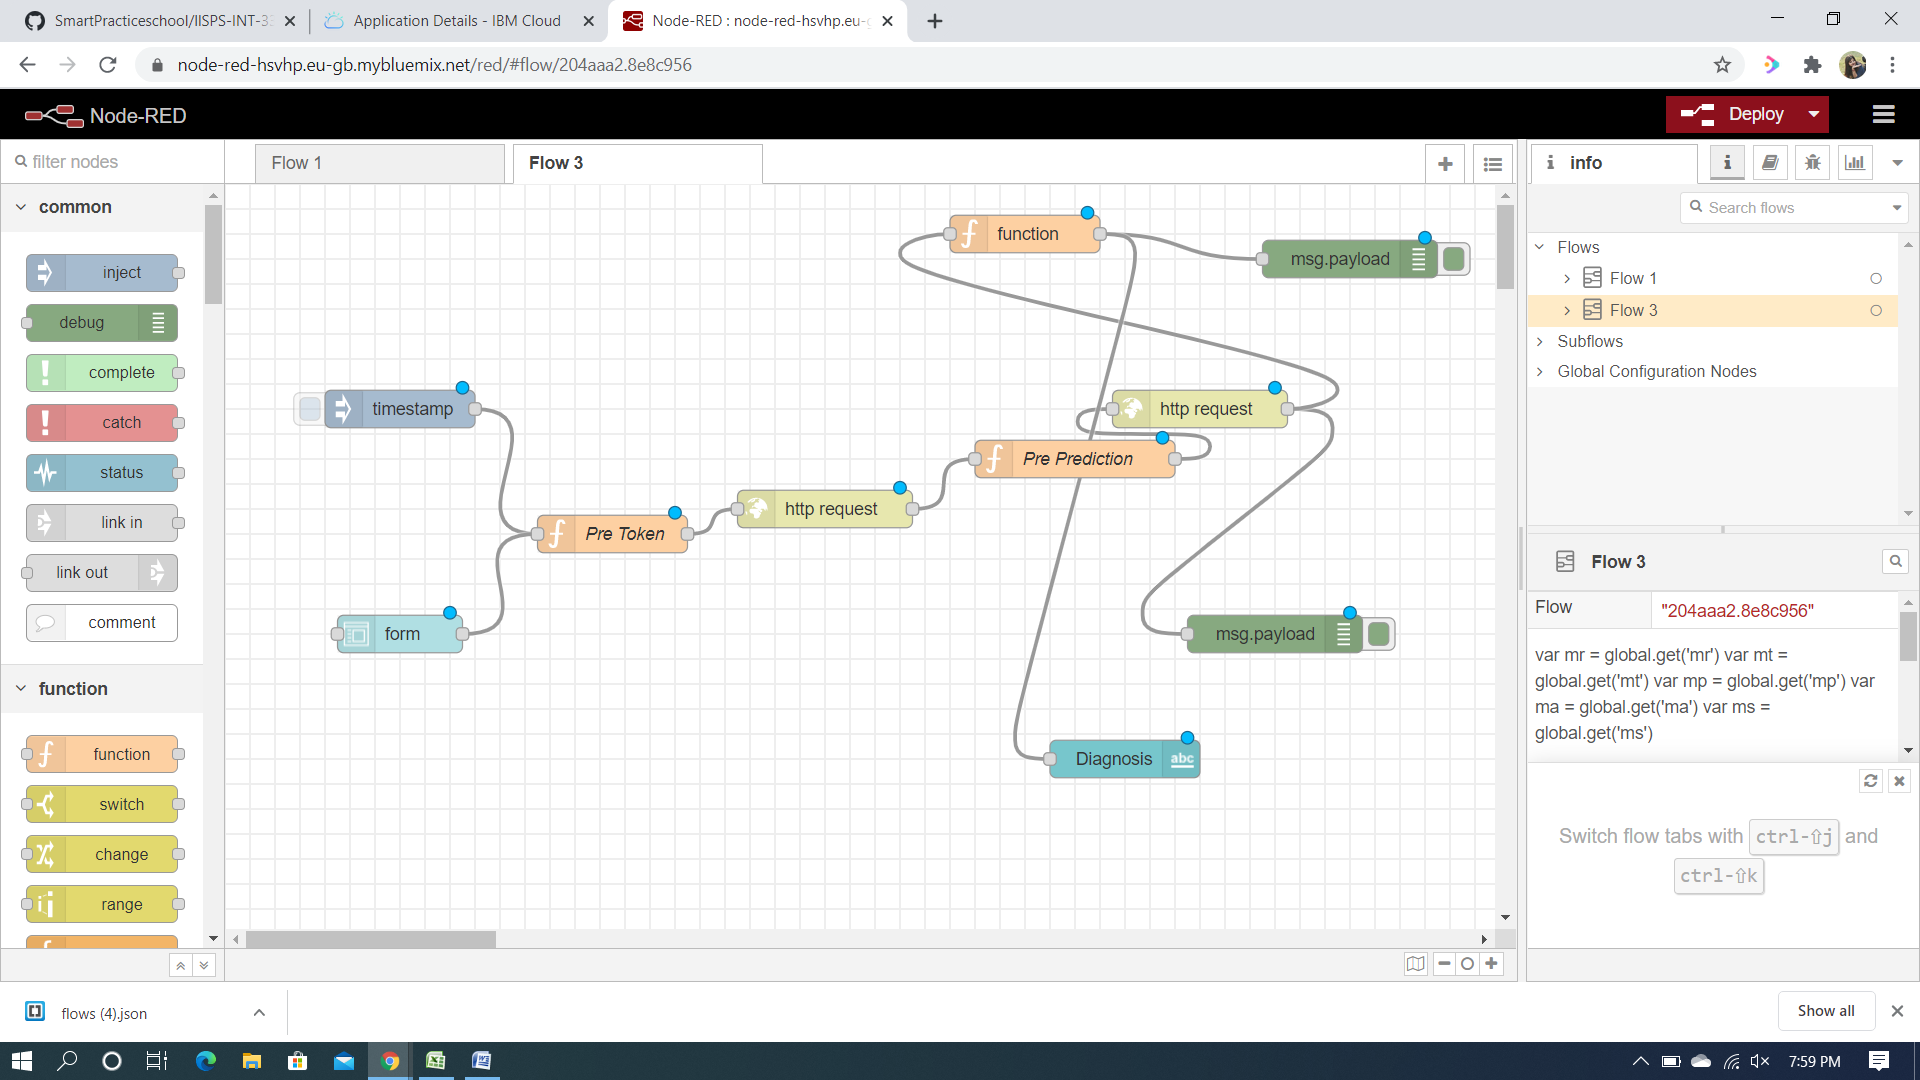 SmartPracticeschool/IISPS-INT-33
Application Details - IBM Cloud
Node-RED : node-red-hsvhp.eu-g
node-red-hsvhp.eu-gb.mybluemix.net/red/#flow/204aaa2.8e8c956
Node-RED
Deploy
filter nodes
Flow 1
Flow 3
info
Search flows
common
inject
debug
complete
catch
status
link in
link out
comment
function
function
switch
change
range
function
msg.payload
timestamp
http request
Pre Prediction
http request
Pre Token
form
msg.payload
Diagnosis
abc
Flows
Flow 1
Flow 3
Subflows
Global Configuration Nodes
Flow 3
Flow
"204aaa2.8e8c956"
var mr = global.get('mr') var mt =
global.get('mt') var mp = global.get('mp') var
ma = global.get('ma') var ms =
global.get('ms')
Switch flow tabs with ctrl-⇧j and
ctrl-⇧k
flows (4).json
Show all
7:59 PM